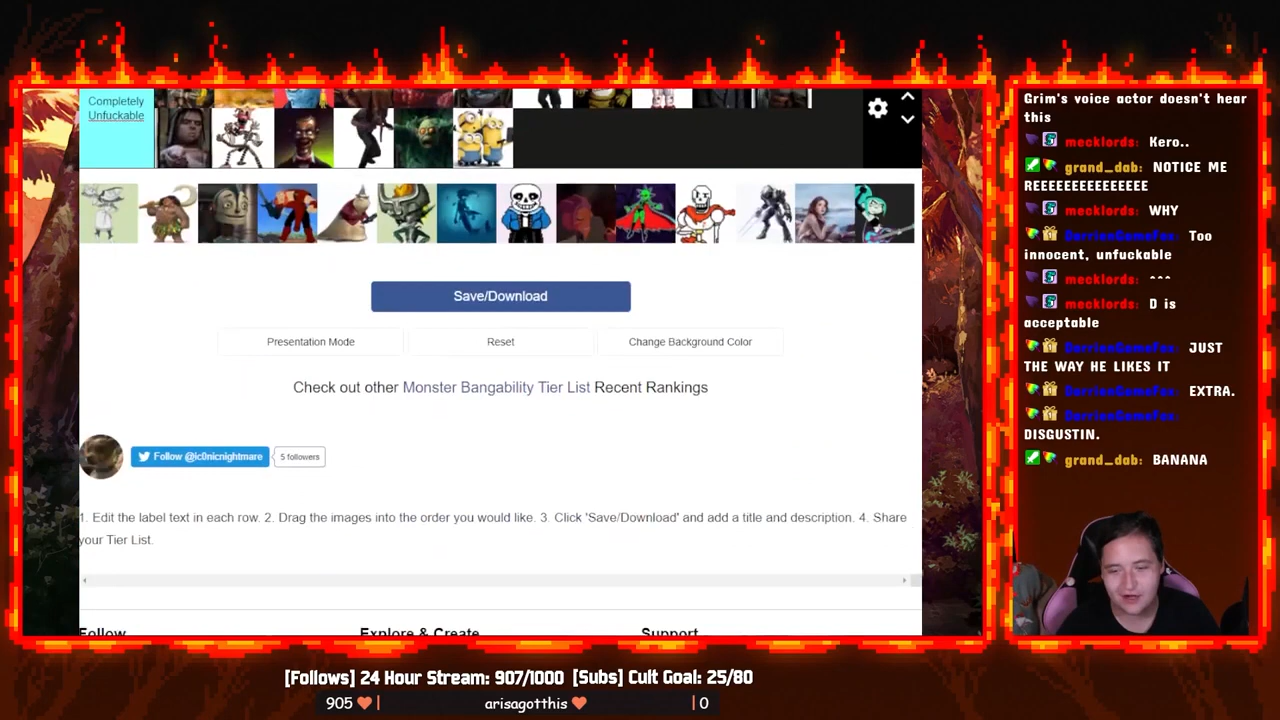 Completely
Unfuckable
Save/Download
Presentation Mode
Reset
Change Background Color
Check out other Monster Bangability Tier List Recent Rankings
Follow @ic0nicnightmare
5 followers
1. Edit the label text in each row. 2. Drag the images into the order you would like. 3. Click 'Save/Download' and add a title and description. 4. Share
your Tier List.
Follow
Explore & Create
Support
Grim's voice actor doesn't hear
this
mecklords: Kero..
grand_dab: NOTICE ME
REEEEEEEEEEEEEEE
mecklords: WHY
DorrienGameFox: Too
innocent, unfuckable
mecklords: ^^^
mecklords: D is
acceptable
DorrienGameFox: JUST
THE WAY HE LIKES IT
DorrienGameFox: EXTRA.
DorrienGameFox:
DISGUSTIN.
grand_dab: BANANA
[Follows] 24 Hour Stream: 907/1000 [Subs] Cult Goal: 25/80
905 | arisagotthis | 0